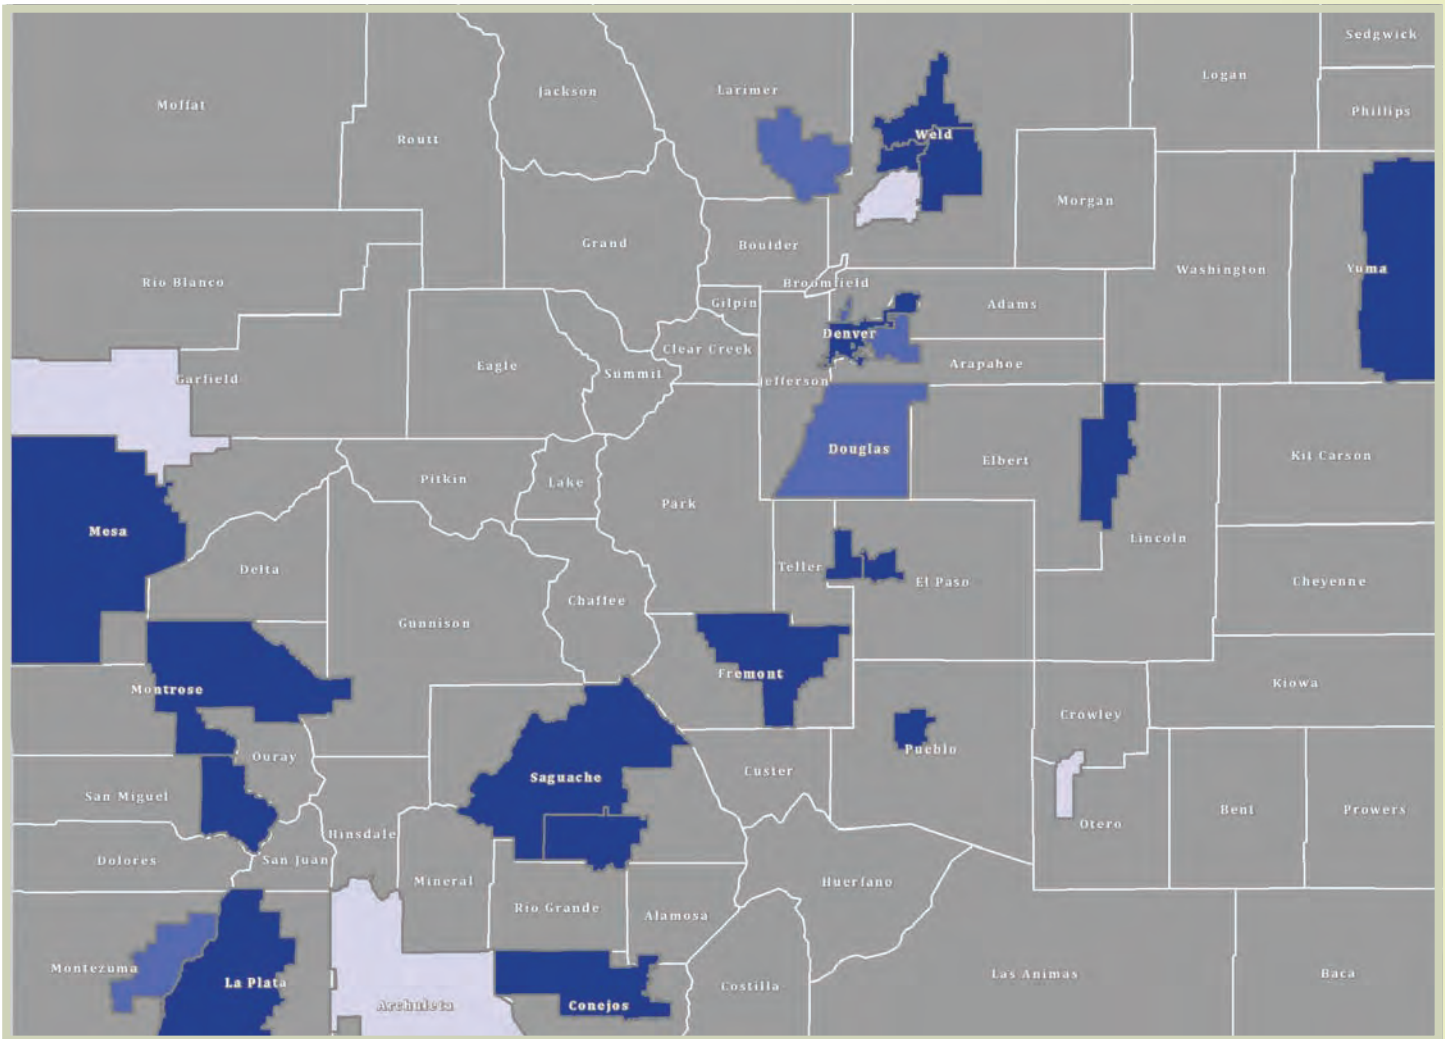 Sedgwick
Logan
Jackson
Larimer
Moffat
Phillips
Weld
Routt
Morgan
Grand
Boulder
Washington
Yuma
Rio Blanco
Broomfield
Gilpin
Adams
Denver
Clear Creek
Arapahoe
Eagle
Summit
Garfield
Jefferson
Douglas
Kit Carson
Elbert
Pitkin
Lake
Park
Mesa
Lincoln
Delta
Teller
El Paso
Cheyenne
Chaffee
Gunnison
Fremont
Kiowa
Montrose
Crowley
Pueblo
Ouray
Custer
Saguache
San Miguel
Bent
Prowers
Otero
Hinsdale
Dolores
San Juan
Mineral
Huerfano
Rio Grande
Alamosa
Montezuma
Las Animas
Baca
La Plata
Costilla
Archuleta
Conejos